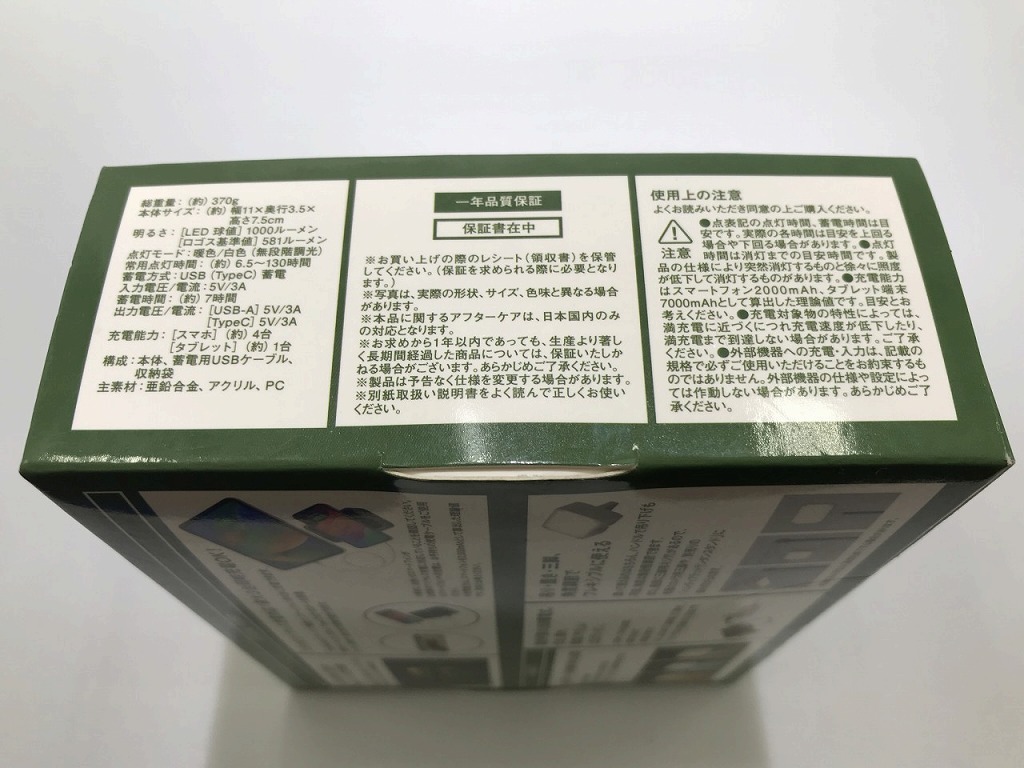 総重量:(約)370g
本体サイズ:(約)幅11×奥行3.5×
高さ7.5cm
明るさ:[LED 球値]1000ルーメン
[ロゴス基準値]581ルーメン
点灯モード:暖色/白色(無段階調光)
常用点灯時間:(約)6.5~130時間
蓄電方式:USB(TypeC)蓄電
入力電圧/電流:5V/3A
蓄電時間:(約)7時間
出力電圧/電流:[USB-A]5V/3A
[TypeC]5V/3A
充電能力:[スマホ](約)4台
[タブレット](約)1台
構成:本体、蓄電用USBケーブル、
収納袋
主素材:亜鉛合金、アクリル、PC
一年品質保証
保証書在中
※お買い上げの際のレシート(領収書)を保管
してください。(保証を求められる際に必要となり
ます。)
※写真は、実際の形状、サイズ、色味と異なる場合
があります。
※本品に関するアフターケアは、日本国内のみ
の対応となります。
※お求めから1年以内であっても、生産より著し
く長期間経過した商品については、保証いたしか
ねる場合がございます。あらかじめご了承ください。
※製品は予告なく仕様を変更する場合があります。
※別紙取扱い説明書をよく読んで正しくお使い
ください。
使用上の注意
よくお読みいただき同意の上ご購入ください。
注意
●点表記の点灯時間、蓄電時間は目
安です。実際の各時間は目安を上回る
場合や下回る場合があります。●点灯
時間は消灯までの目安時間です。製
品の仕様により突然消灯するものと徐々に照度
が低下して消灯するものがあります。●充電能力
はスマートフォン2000mAh、タブレット端末
7000mAhとして算出した理論値です。目安とお
考えください。●充電対象物の特性によっては、
満充電に近づくにつれ充電速度が低下したり、
満充電まで到達しない場合があります。ご了承
ください。●外部機器への充電・入力は、記載の
規格で必ずご使用いただけることをお約束するも
のではありません。外部機器の仕様や設定によっ
ては作動しない場合があります。あらかじめご了
承ください。